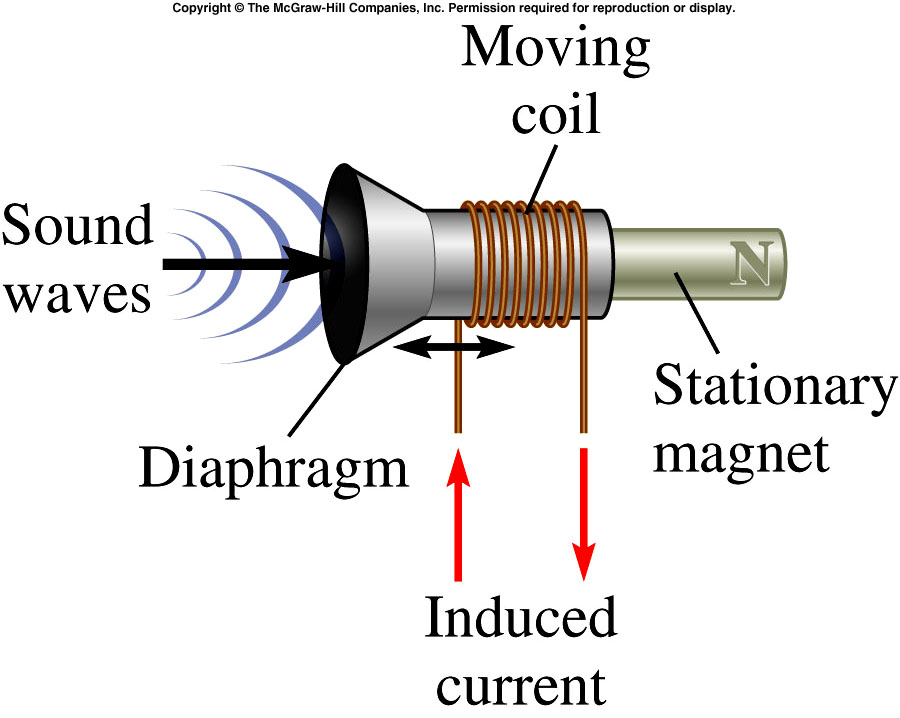 Copyright © The McGraw-Hill Companies, Inc. Permission required for reproduction or display.
Moving
coil
Sound
waves
N
Stationary
magnet
Diaphragm
Induced
current